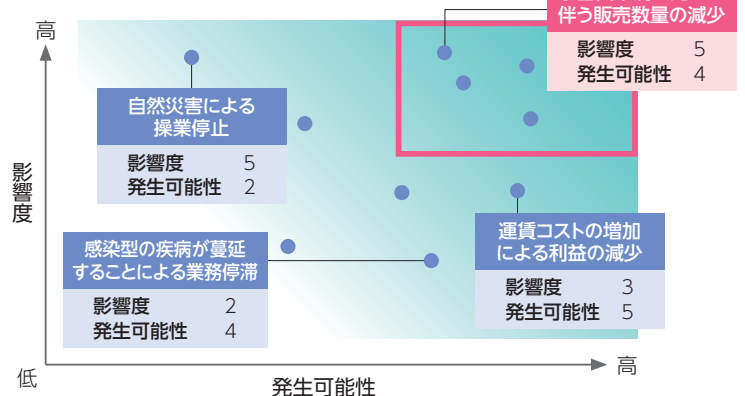 伴う販売数量の減少
影響度 5
発生可能性 4
高
自然災害による
操業停止
影響度 5
発生可能性 2
影響度
運賃コストの増加
による利益の減少
影響度 3
発生可能性 5
感染型の疾病が蔓延
することによる業務停滞
影響度 2
発生可能性 4
低
発生可能性
高